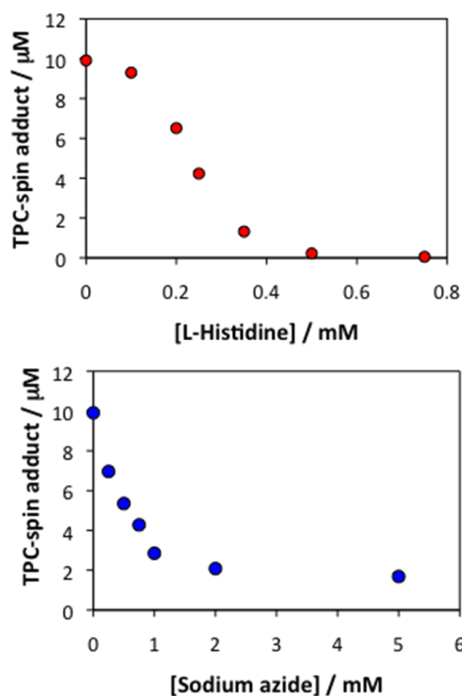 TPC-spin adduct / μM
12
10
8
6
4
2
0
0 0.2 0.4 0.6 0.8
[L-Histidine] / mM
TPC-spin adduct / μM
12
10
8
6
4
2
0
0 1 2 3 4 5 6
[Sodium azide] / mM